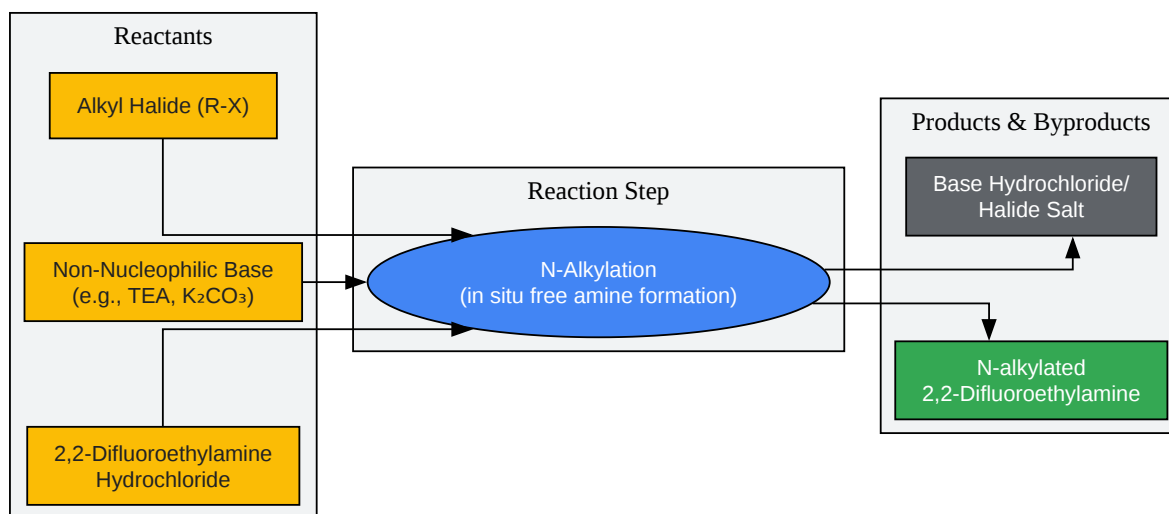 Reactants
Alkyl Halide (R-X)
Non-Nucleophilic Base
(e.g., TEA, K₂CO₃)
2,2-Difluoroethylamine
Hydrochloride
Reaction Step
N-Alkylation
(in situ free amine formation)
Products & Byproducts
Base Hydrochloride/
Halide Salt
N-alkylated
2,2-Difluoroethylamine